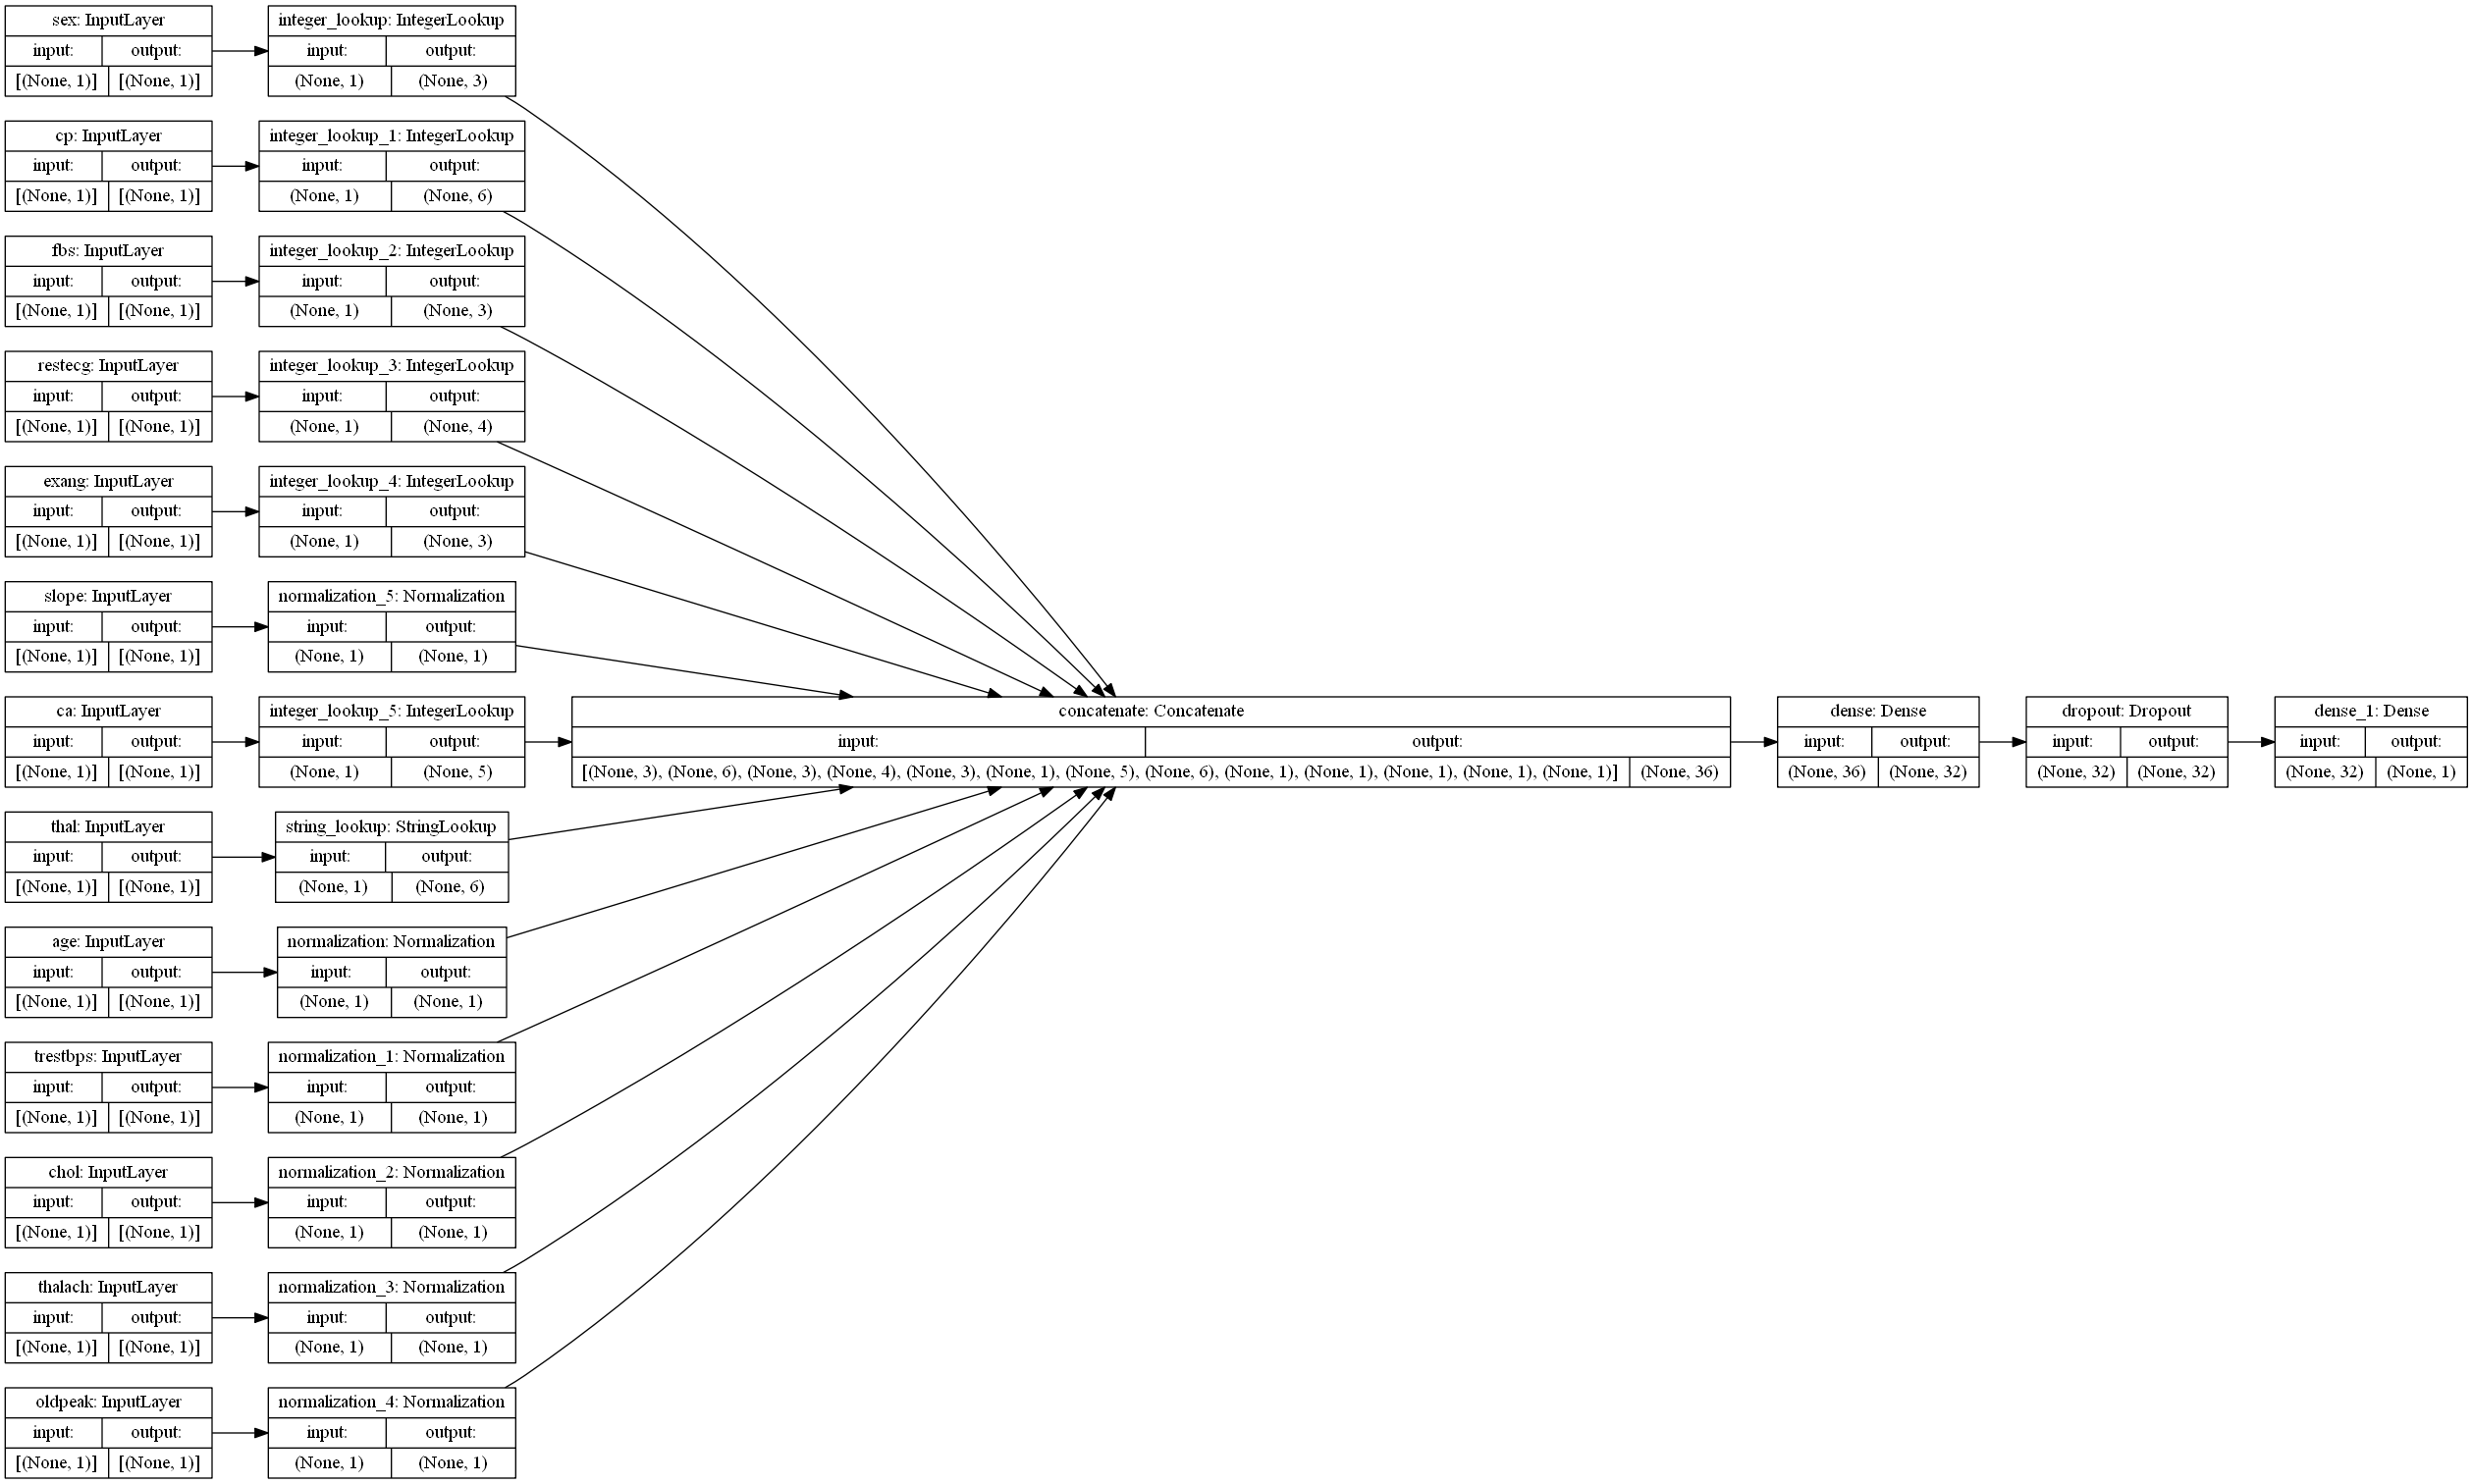 sex: InputLayer
input: output:
[(None, 1)] [(None, 1)]
integer_lookup: IntegerLookup
input: output:
(None, 1) (None, 3)
cp: InputLayer
input: output:
[(None, 1)] [(None, 1)]
integer_lookup_1: IntegerLookup
input: output:
(None, 1) (None, 6)
fbs: InputLayer
input: output:
[(None, 1)] [(None, 1)]
integer_lookup_2: IntegerLookup
input: output:
(None, 1) (None, 3)
restecg: InputLayer
input: output:
[(None, 1)] [(None, 1)]
integer_lookup_3: IntegerLookup
input: output:
(None, 1) (None, 4)
exang: InputLayer
input: output:
[(None, 1)] [(None, 1)]
integer_lookup_4: IntegerLookup
input: output:
(None, 1) (None, 3)
slope: InputLayer
input: output:
[(None, 1)] [(None, 1)]
normalization_5: Normalization
input: output:
(None, 1) (None, 1)
ca: InputLayer
input: output:
[(None, 1)] [(None, 1)]
integer_lookup_5: IntegerLookup
input: output:
(None, 1) (None, 5)
concatenate: Concatenate
input: output:
[(None, 3), (None, 6), (None, 3), (None, 4), (None, 3), (None, 1), (None, 5), (None, 6), (None, 1), (None, 1), (None, 1), (None, 1), (None, 1)] (None, 36)
dense: Dense
input: output:
(None, 36) (None, 32)
dropout: Dropout
input: output:
(None, 32) (None, 32)
dense_1: Dense
input: output:
(None, 32) (None, 1)
thal: InputLayer
input: output:
[(None, 1)] [(None, 1)]
string_lookup: StringLookup
input: output:
(None, 1) (None, 6)
age: InputLayer
input: output:
[(None, 1)] [(None, 1)]
normalization: Normalization
input: output:
(None, 1) (None, 1)
trestbps: InputLayer
input: output:
[(None, 1)] [(None, 1)]
normalization_1: Normalization
input: output:
(None, 1) (None, 1)
chol: InputLayer
input: output:
[(None, 1)] [(None, 1)]
normalization_2: Normalization
input: output:
(None, 1) (None, 1)
thalach: InputLayer
input: output:
[(None, 1)] [(None, 1)]
normalization_3: Normalization
input: output:
(None, 1) (None, 1)
oldpeak: InputLayer
input: output:
[(None, 1)] [(None, 1)]
normalization_4: Normalization
input: output:
(None, 1) (None, 1)